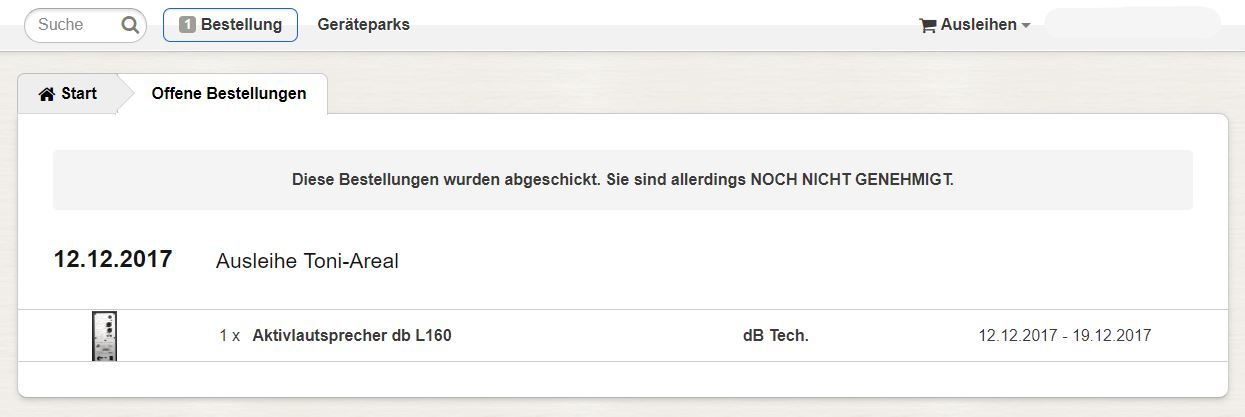 Suche 1 Bestellung Geräteparks Ausleihen
Start Offene Bestellungen
Diese Bestellungen wurden abgeschickt. Sie sind allerdings NOCH NICHT GENEHMIGT.
12.12.2017 Ausleihe Toni-Areal
1 x Aktivlautsprecher db L160 dB Tech. 12.12.2017 - 19.12.2017